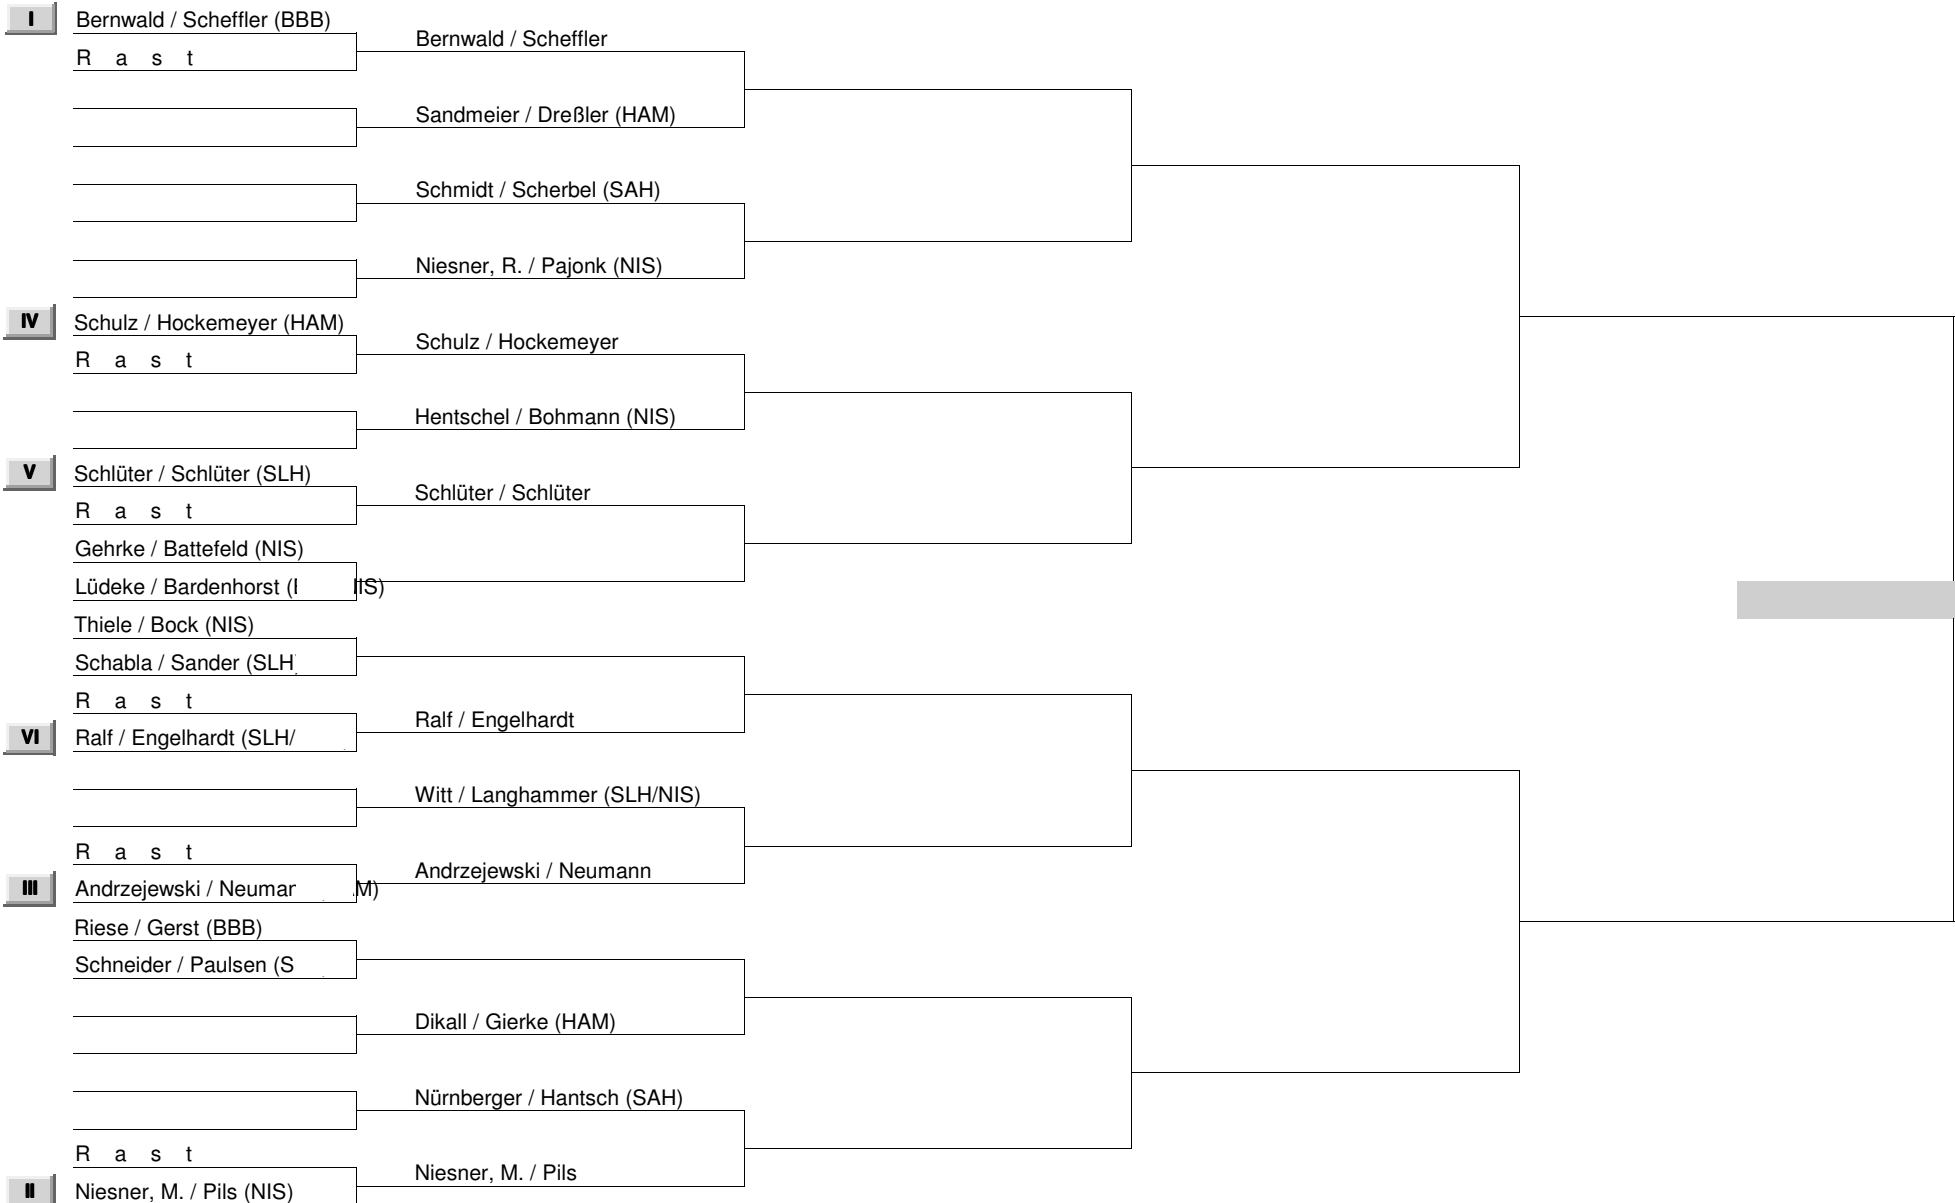 I
Bernwald / Scheffler (BBB)
Bernwald / Scheffler
R a s t
Sandmeier / Dreßler (HAM)
Schmidt / Scherbel (SAH)
Niesner, R. / Pajonk (NIS)
IV
Schulz / Hockemeyer (HAM)
Schulz / Hockemeyer
R a s t
Hentschel / Bohmann (NIS)
V
Schlüter / Schlüter (SLH)
Schlüter / Schlüter
R a s t
Gehrke / Battefeld (NIS)
Lüdeke / Bardenhorst
Thiele / Bock (NIS)
Schabla / Sander (SLH)
R a s t
Ralf / Engelhardt
VI
Ralf / Engelhardt (SLH/
Witt / Langhammer (SLH/NIS)
R a s t
Andrzejewski / Neumann
III
Andrzejewski /
Riese / Gerst (BBB)
Schneider / Paulsen (S
Dikall / Gierke (HAM)
Nürnberger / Hantsch (SAH)
R a s t
Niesner, M. / Pils
II
Niesner, M. / Pils (NIS)